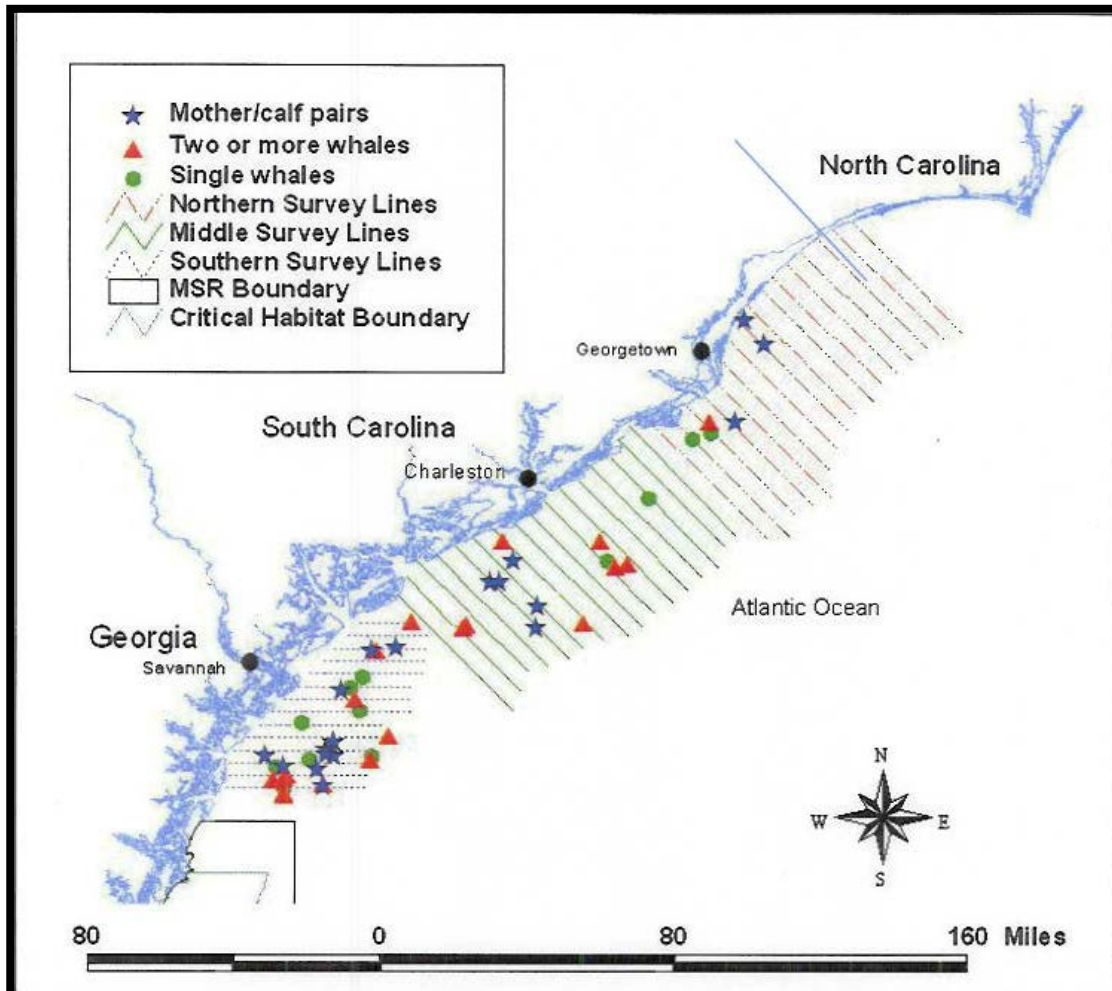 Mother/calf pairs
Two or more whales
Single whales
Northern Survey Lines
Middle Survey Lines
Southern Survey Lines
MSR Boundary
Critical Habitat Boundary
North Carolina
Georgetown
South Carolina
Charleston
Atlantic Ocean
Georgia
Savannah
N
W E
S
80 0 80 160 Miles